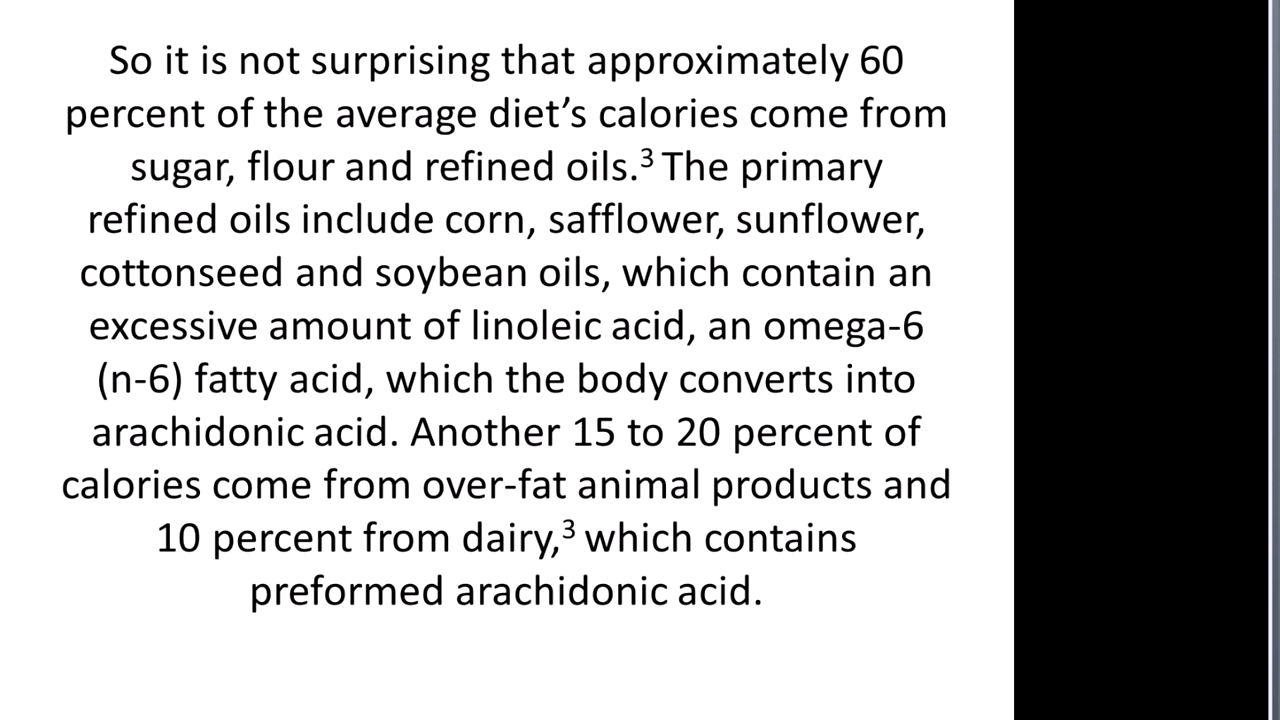 So it is not surprising that approximately 60
percent of the average diet’s calories come from
sugar, flour and refined oils.³ The primary
refined oils include corn, safflower, sunflower,
cottonseed and soybean oils, which contain an
excessive amount of linoleic acid, an omega-6
(n-6) fatty acid, which the body converts into
arachidonic acid. Another 15 to 20 percent of
calories come from over-fat animal products and
10 percent from dairy,³ which contains
preformed arachidonic acid.